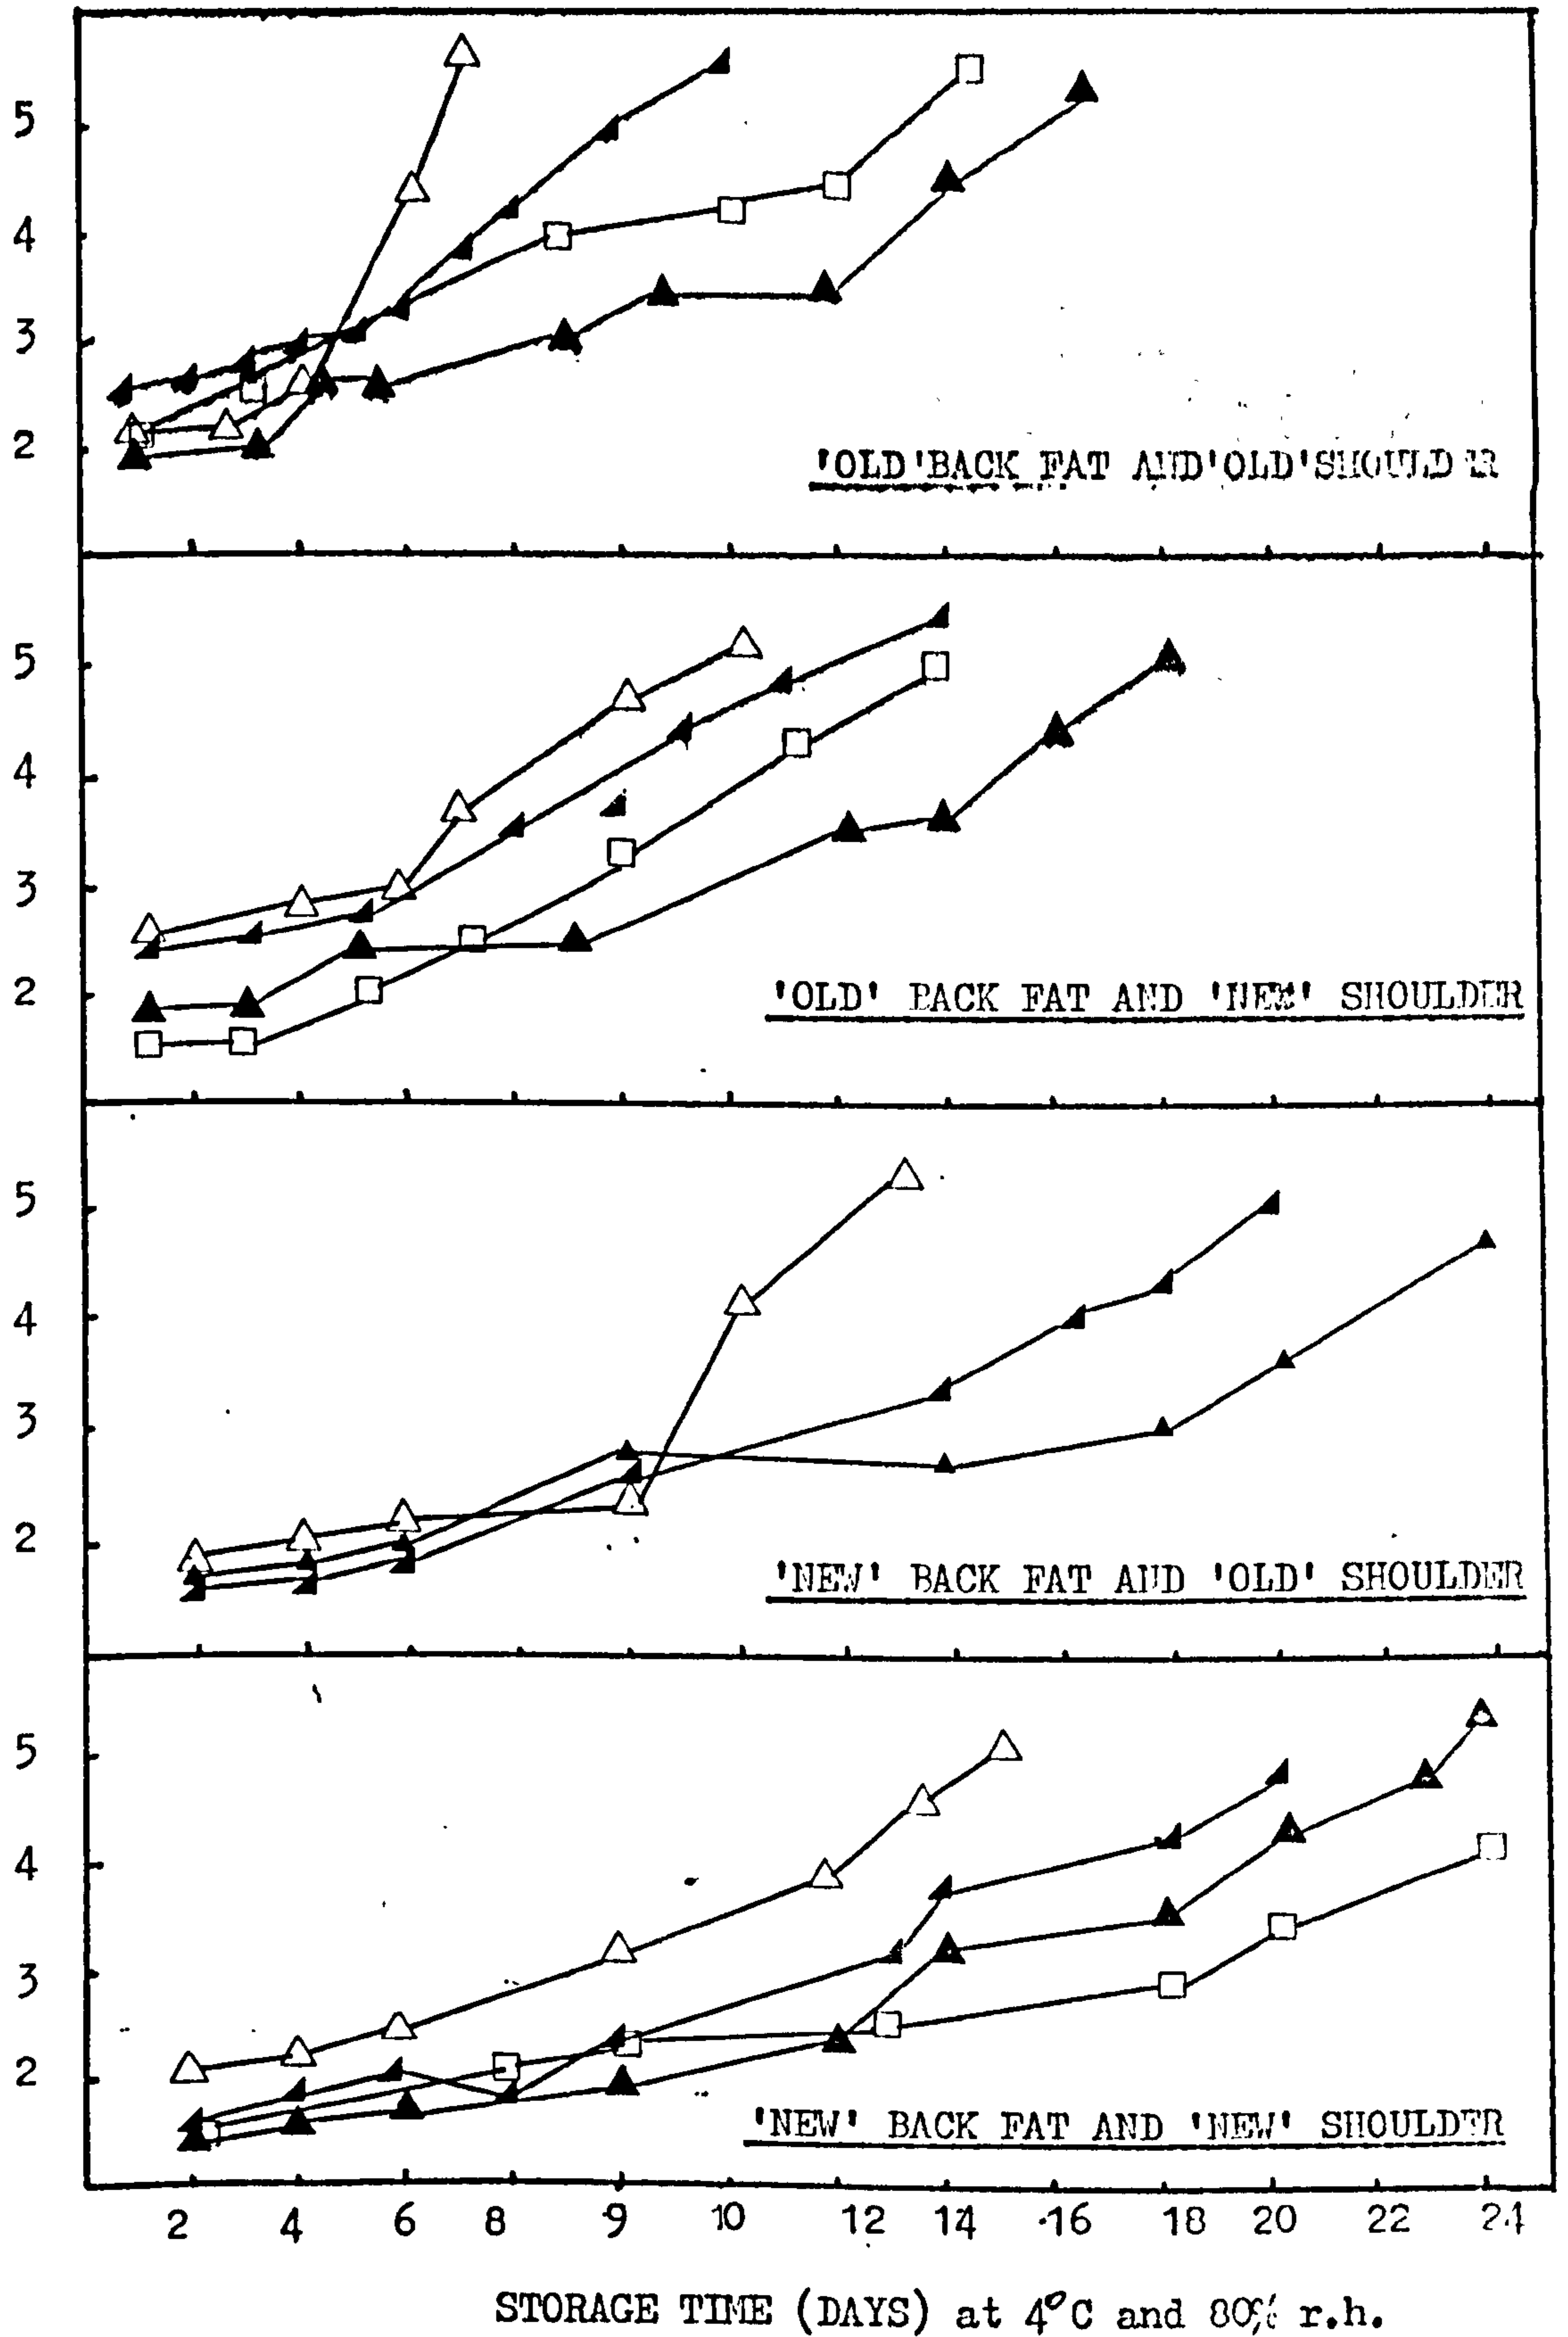 5
4
3
2
'OLD'BACK FAT AND'OLD'SHOULDER
5
4
3
2
'OLD' BACK FAT AND 'NEW' SHOULDER
5
4
3
2
'NEW' BACK FAT AND 'OLD' SHOULDER
5
4
3
2
'NEW' BACK FAT AND 'NEW' SHOULDER
2 4 6 8 9 10 12 14 16 18 20 22 24
STORAGE TIME (DAYS) at 4°C and 80% r.h.